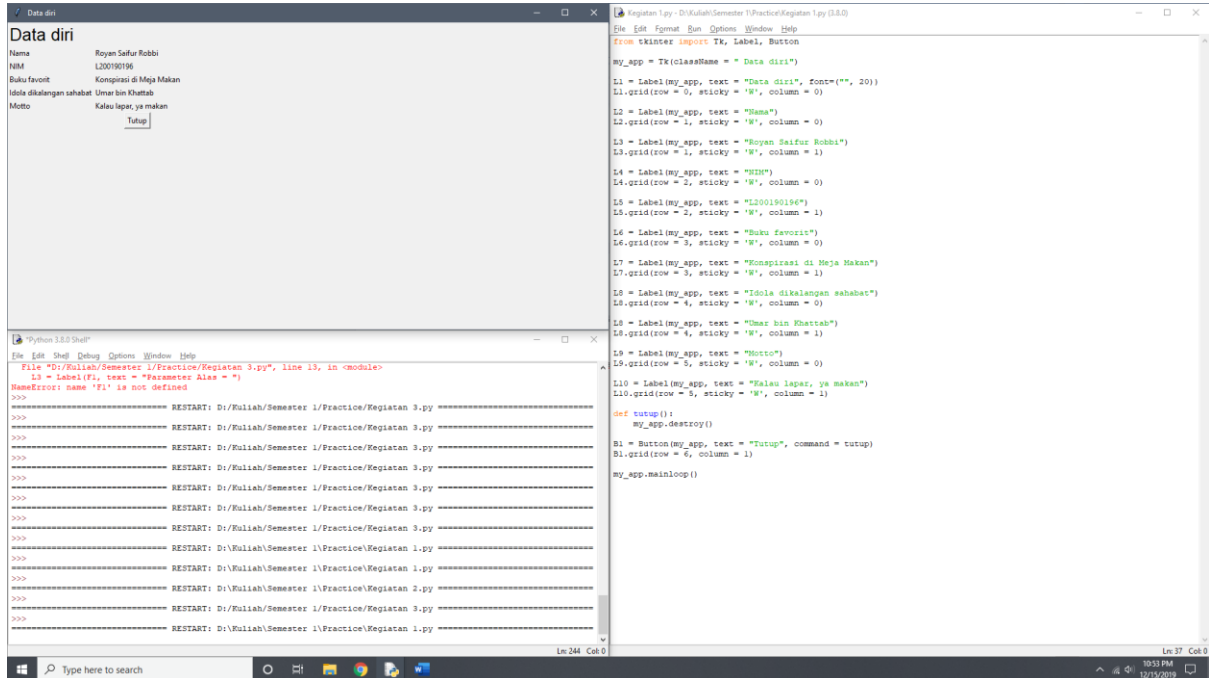 Data diri
Data diri
Nama Royan Saifur Robbi
NIM L200190196
Buku favorit Konspirasi di Meja Makan
Idola dikalangan sahabat Umar bin Khattab
Motto Kalau lapar, ya makan
Tutup
*Python 3.8.0 Shell*
File Edit Shell Debug Options Window Help
File "D:/Kuliah/Semester 1/Practice/Kegiatan 3.py", line 13, in <module>
L3 = Label(F1, text = "Parameter Alas = ")
NameError: name 'F1' is not defined
>>>
=============================== RESTART: D:/Kuliah/Semester 1/Practice/Kegiatan 3.py ===============================
>>>
=============================== RESTART: D:/Kuliah/Semester 1/Practice/Kegiatan 3.py ===============================
>>>
=============================== RESTART: D:/Kuliah/Semester 1/Practice/Kegiatan 3.py ===============================
>>>
=============================== RESTART: D:/Kuliah/Semester 1/Practice/Kegiatan 3.py ===============================
>>>
=============================== RESTART: D:/Kuliah/Semester 1/Practice/Kegiatan 3.py ===============================
>>>
=============================== RESTART: D:/Kuliah/Semester 1/Practice/Kegiatan 3.py ===============================
>>>
=============================== RESTART: D:/Kuliah/Semester 1/Practice/Kegiatan 3.py ===============================
>>>
=============================== RESTART: D:\Kuliah\Semester 1\Practice\Kegiatan 1.py ===============================
>>>
=============================== RESTART: D:\Kuliah\Semester 1\Practice\Kegiatan 1.py ===============================
>>>
=============================== RESTART: D:\Kuliah\Semester 1\Practice\Kegiatan 2.py ===============================
>>>
=============================== RESTART: D:/Kuliah/Semester 1/Practice/Kegiatan 3.py ===============================
>>>
=============================== RESTART: D:\Kuliah\Semester 1\Practice\Kegiatan 1.py ===============================
Ln: 244 Col: 0
Kegiatan 1.py - D:\Kuliah\Semester 1\Practice\Kegiatan 1.py (3.8.0)
File Edit Format Run Options Window Help
from tkinter import Tk, Label, Button
my_app = Tk(className = " Data diri")
L1 = Label(my_app, text = "Data diri", font=("", 20))
L1.grid(row = 0, sticky = 'W', column = 0)
L2 = Label(my_app, text = "Nama")
L2.grid(row = 1, sticky = 'W', column = 0)
L3 = Label(my_app, text = "Royan Saifur Robbi")
L3.grid(row = 1, sticky = 'W', column = 1)
L4 = Label(my_app, text = "NIM")
L4.grid(row = 2, sticky = 'W', column = 0)
L5 = Label(my_app, text = "L200190196")
L5.grid(row = 2, sticky = 'W', column = 1)
L6 = Label(my_app, text = "Buku favorit")
L6.grid(row = 3, sticky = 'W', column = 0)
L7 = Label(my_app, text = "Konspirasi di Meja Makan")
L7.grid(row = 3, sticky = 'W', column = 1)
L8 = Label(my_app, text = "Idola dikalangan sahabat")
L8.grid(row = 4, sticky = 'W', column = 0)
L8 = Label(my_app, text = "Umar bin Khattab")
L8.grid(row = 4, sticky = 'W', column = 1)
L9 = Label(my_app, text = "Motto")
L9.grid(row = 5, sticky = 'W', column = 0)
L10 = Label(my_app, text = "Kalau lapar, ya makan")
L10.grid(row = 5, sticky = 'W', column = 1)
def tutup():
my_app.destroy()
B1 = Button(my_app, text = "Tutup", command = tutup)
B1.grid(row = 6, column = 1)
my_app.mainloop()
Ln: 37 Col: 0
Type here to search
10:53 PM
12/15/2019